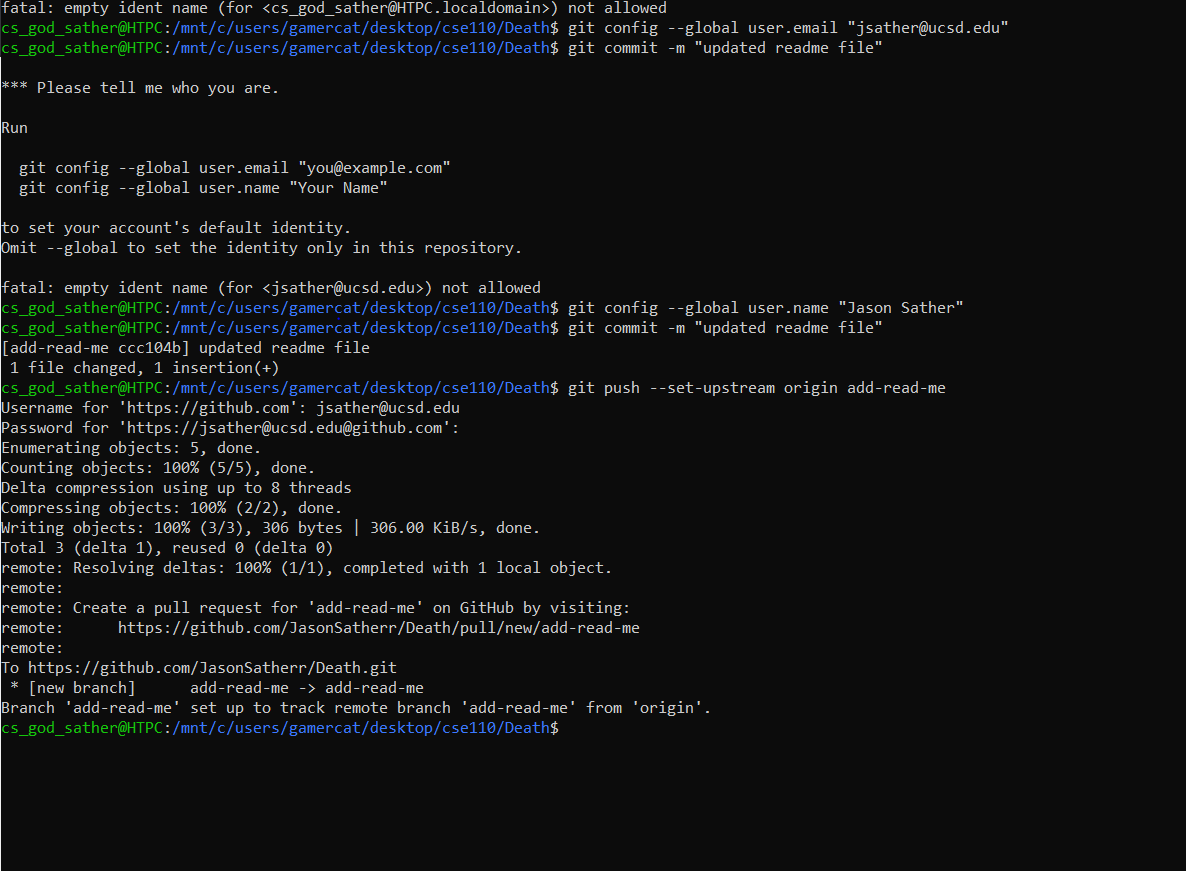 fatal: empty ident name (for <cs_god_sather@HTPC.localdomain>) not allowed
cs_god_sather@HTPC:/mnt/c/users/gamercat/desktop/cse110/Death$ git config --global user.email "jsather@ucsd.edu"
cs_god_sather@HTPC:/mnt/c/users/gamercat/desktop/cse110/Death$ git commit -m "updated readme file"

*** Please tell me who you are.

Run

  git config --global user.email "you@example.com"
  git config --global user.name "Your Name"

to set your account's default identity.
Omit --global to set the identity only in this repository.

fatal: empty ident name (for <jsather@ucsd.edu>) not allowed
cs_god_sather@HTPC:/mnt/c/users/gamercat/desktop/cse110/Death$ git config --global user.name "Jason Sather"
cs_god_sather@HTPC:/mnt/c/users/gamercat/desktop/cse110/Death$ git commit -m "updated readme file"
[add-read-me ccc104b] updated readme file
 1 file changed, 1 insertion(+)
cs_god_sather@HTPC:/mnt/c/users/gamercat/desktop/cse110/Death$ git push --set-upstream origin add-read-me
Username for 'https://github.com': jsather@ucsd.edu
Password for 'https://jsather@ucsd.edu@github.com':
Enumerating objects: 5, done.
Counting objects: 100% (5/5), done.
Delta compression using up to 8 threads
Compressing objects: 100% (2/2), done.
Writing objects: 100% (3/3), 306 bytes | 306.00 KiB/s, done.
Total 3 (delta 1), reused 0 (delta 0)
remote: Resolving deltas: 100% (1/1), completed with 1 local object.
remote:
remote: Create a pull request for 'add-read-me' on GitHub by visiting:
remote:      https://github.com/JasonSatherr/Death/pull/new/add-read-me
remote:
To https://github.com/JasonSatherr/Death.git
 * [new branch]      add-read-me -> add-read-me
Branch 'add-read-me' set up to track remote branch 'add-read-me' from 'origin'.
cs_god_sather@HTPC:/mnt/c/users/gamercat/desktop/cse110/Death$